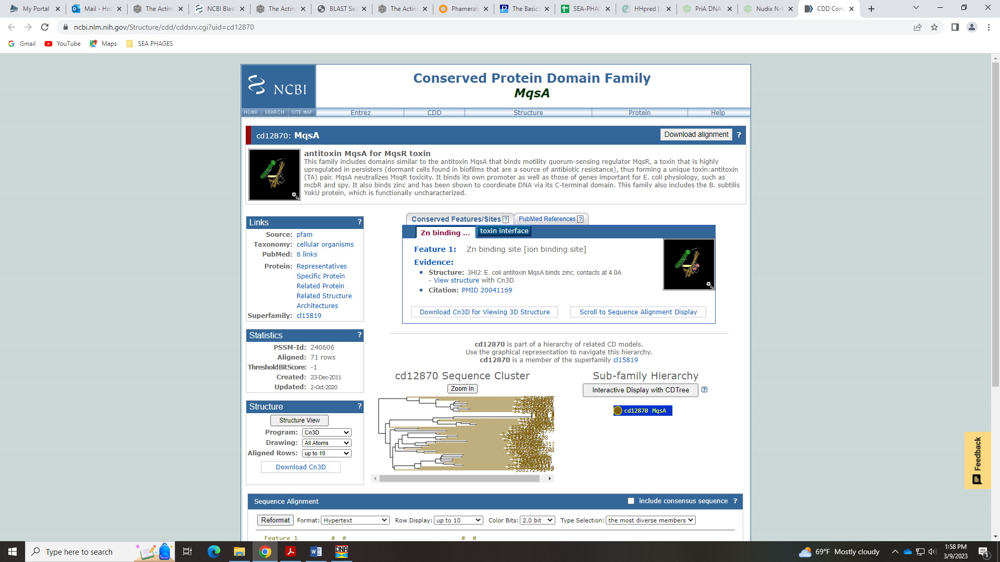 My Portal
Mail - Hol
The Actino
NCBI Blast
The Actino
BLAST Sea
The Actino
Phamerato
The Basics
SEA-PHAG
HHpred |
PriA DNA
Nudix N-t
CDD Cons
ncbi.nlm.nih.gov/Structure/cdd/cddsrv.cgi?uid=cd12870
Gmail YouTube Maps SEA PHAGES
NCBI
Conserved Protein Domain Family
MqsA
HOME SEARCH SITE MAP Entrez CDD Structure Protein Help
cd12870: MqsA Download alignment ?
antitoxin MqsA for MqsR toxin
This family includes domains similar to the antitoxin MqsA that binds motility quorum-sensing regulator MqsR, a toxin that is highly
upregulated in persisters (dormant cells found in biofilms that are a source of antibiotic resistance), thus forming a unique toxin:antitoxin
(TA) pair. MqsA neutralizes MsqR toxicity. It binds its own promoter as well as those of genes important for E. coli physiology, such as
mcbR and spy. It also binds zinc and has been shown to coordinate DNA via its C-terminal domain. This family also includes the B. subtilis
YokU protein, which is functionally uncharacterized.
Links ?
Source: pfam
Taxonomy: cellular organisms
PubMed: 6 links
Protein: Representatives
Specific Protein
Related Protein
Related Structure
Architectures
Superfamily: cl15819
Statistics ?
PSSM-Id: 240606
Aligned: 71 rows
Threshold Bit Score: -1
Created: 23-Dec-2011
Updated: 2-Oct-2020
Structure ?
Structure View
Program: Cn3D
Drawing: All Atoms
Aligned Rows: up to 10
Download Cn3D
Conserved Features/Sites ? PubMed References ?
Zn binding ... toxin interface
Feature 1: Zn binding site [ion binding site]
Evidence:
Structure: 3HI2: E. coli antitoxin MqsA binds zinc; contacts at 4.0A
- View structure with Cn3D
Citation: PMID 20041169
Download Cn3D for Viewing 3D Structure Scroll to Sequence Alignment Display
cd12870 is part of a hierarchy of related CD models.
Use the graphical representation to navigate this hierarchy.
cd12870 is a member of the superfamily cl15819
cd12870 Sequence Cluster
Zoom In
Sub-family Hierarchy
Interactive Display with CDTree ?
cd12870 MqsA
Feedback
Sequence Alignment include consensus sequence ?
Reformat Format: Hypertext Row Display: up to 10 Color Bits: 2.0 bit Type Selection: the most diverse members
Feature 1 # # # #
Type here to search
DNA
69°F Mostly cloudy
1:58 PM
3/9/2023
1